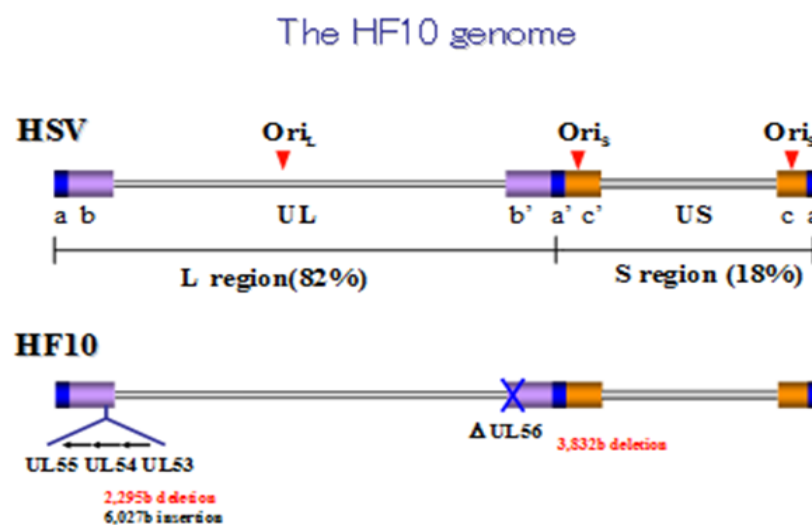 The HF10 genome
HSV
OriL OriS OriS
a b UL b' a' c' US c a
L region(82%) S region (18%)
HF10
ΔUL56 3,832b deletion
UL55 UL54 UL53
2,295b deletion
6,027b insertion